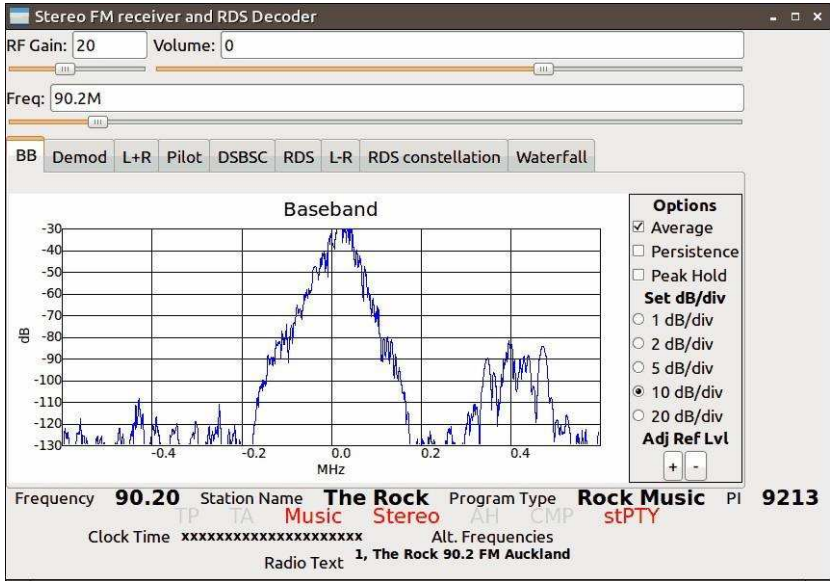 Stereo FM receiver and RDS Decoder
RF Gain: 20 Volume: 0
Freq: 90.2M
BB Demod L+R Pilot DSBSC RDS L-R RDS constellation Waterfall
Baseband
Options
Average
Persistence
Peak Hold
Set dB/div
1 dB/div
2 dB/div
5 dB/div
10 dB/div
20 dB/div
Adj Ref Lvl
+ -
dB
-30
-40
-50
-60
-70
-80
-90
-100
-110
-120
-130
-0.4 -0.2 0.0 0.2 0.4
MHz
Frequency 90.20 Station Name The Rock Program Type Rock Music PI 9213
TP TA Music Stereo AH CMP stPTY
Clock Time xxxxxxxxxxxxxxxxxxxxx Alt. Frequencies
Radio Text 1, The Rock 90.2 FM Auckland